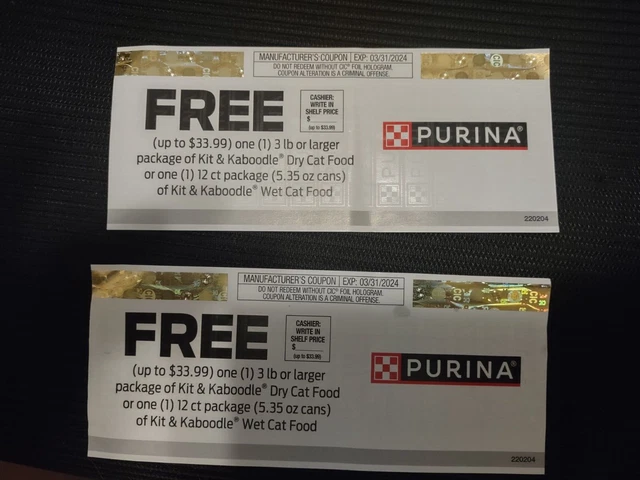 MANUFACTURER'S COUPON | EXP: 03/31/2024
DO NOT REDEEM WITHOUT CIC® FOIL HOLOGRAM.
COUPON ALTERATION IS A CRIMINAL OFFENSE.
FREE
CASHIER:
WRITE IN
SHELF PRICE
$
(up to $33.99)
(up to $33.99) one (1) 3 lb or larger
package of Kit & Kaboodle® Dry Cat Food
or one (1) 12 ct package (5.35 oz cans)
of Kit & Kaboodle® Wet Cat Food
PURINA®
220204
MANUFACTURER'S COUPON | EXP: 03/31/2024
DO NOT REDEEM WITHOUT CIC® FOIL HOLOGRAM.
COUPON ALTERATION IS A CRIMINAL OFFENSE.
FREE
CASHIER:
WRITE IN
SHELF PRICE
$
(up to $33.99)
(up to $33.99) one (1) 3 lb or larger
package of Kit & Kaboodle® Dry Cat Food
or one (1) 12 ct package (5.35 oz cans)
of Kit & Kaboodle® Wet Cat Food
PURINA®
220204